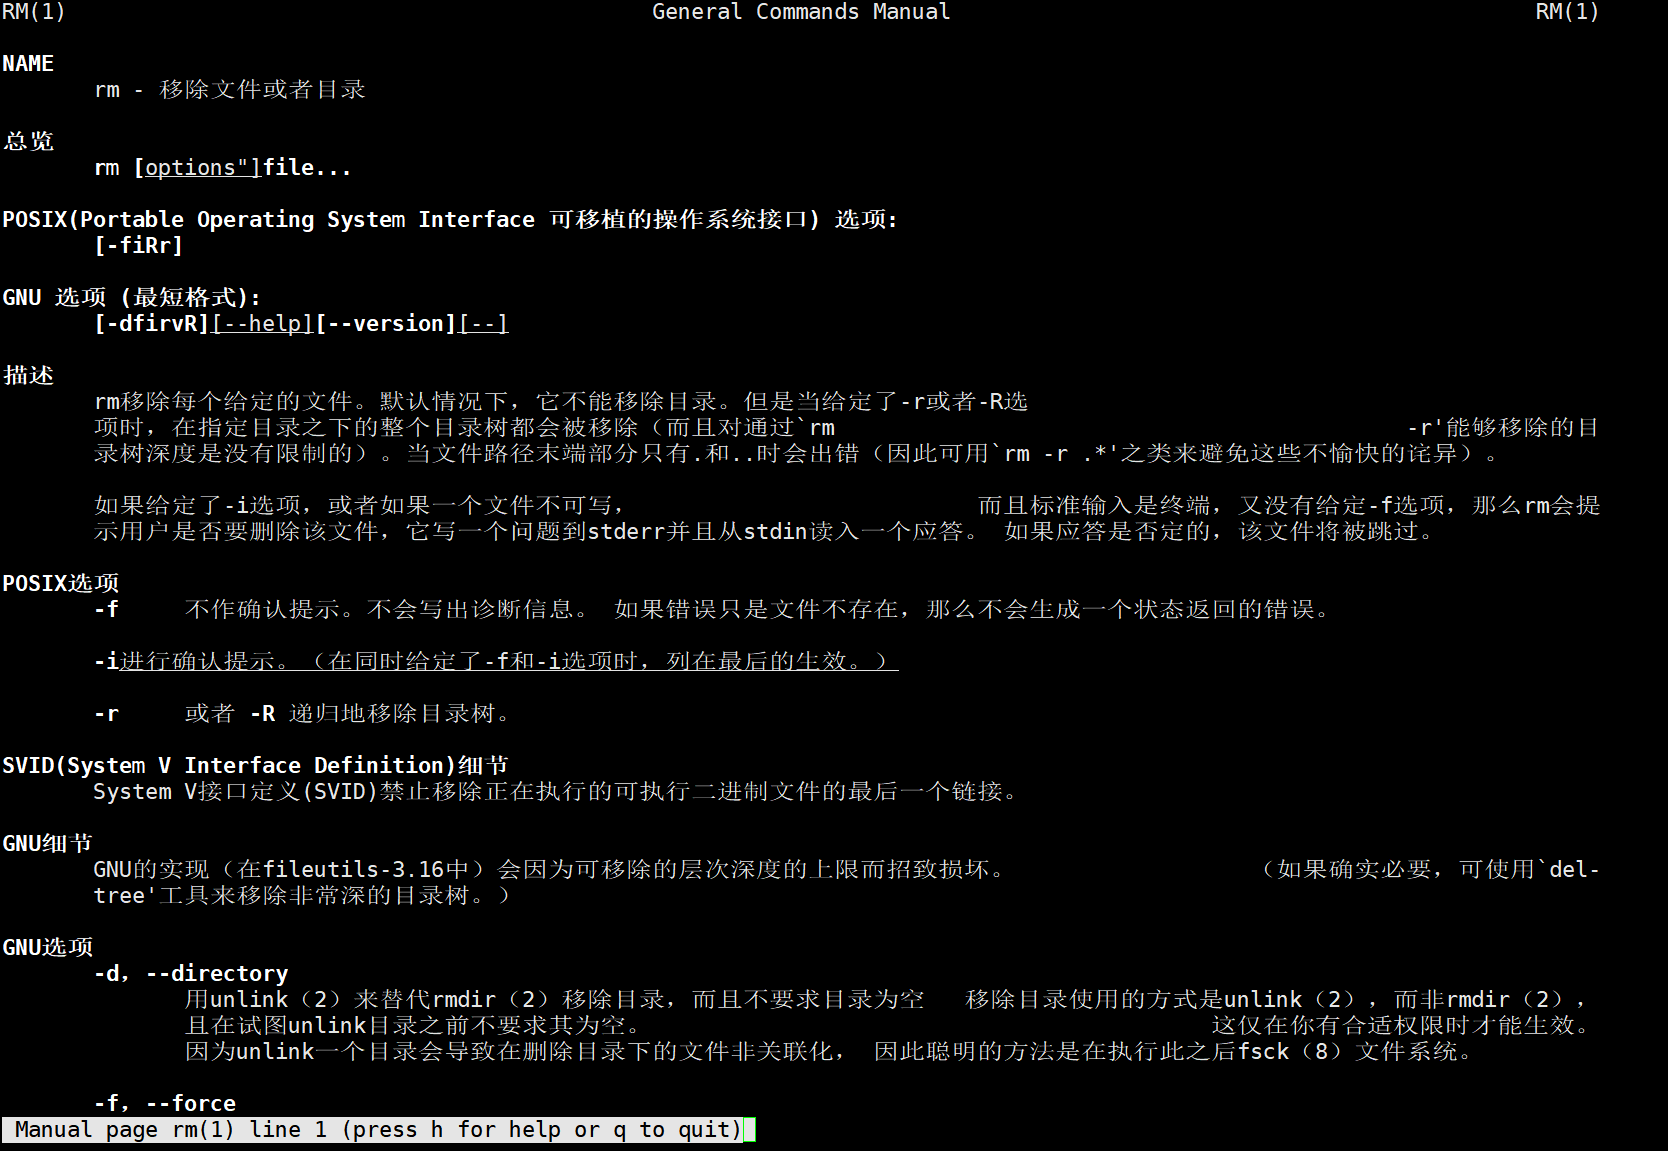 RM(1) General Commands Manual RM(1)
NAME
rm - 移除文件或者目录
总览
rm [options"]file...
POSIX(Portable Operating System Interface 可移植的操作系统接口) 选项:
[-fiRr]
GNU 选项 (最短格式):
[-dfirvR][--help][--version][--]
描述
rm移除每个给定的文件。默认情况下，它不能移除目录。但是当给定了-r或者-R选
项时，在指定目录之下的整个目录树都会被移除（而且对通过`rm -r'能够移除的目
录树深度是没有限制的）。当文件路径末端部分只有.和..时会出错（因此可用`rm -r .*'之类来避免这些不愉快的诧异）。
如果给定了-i选项，或者如果一个文件不可写， 而且标准输入是终端，又没有给定-f选项，那么rm会提
示用户是否要删除该文件，它写一个问题到stderr并且从stdin读入一个应答。 如果应答是否定的，该文件将被跳过。
POSIX选项
-f 不作确认提示。不会写出诊断信息。 如果错误只是文件不存在，那么不会生成一个状态返回的错误。
-i进行确认提示。（在同时给定了-f和-i选项时，列在最后的生效。）
-r 或者 -R 递归地移除目录树。
SVID(System V Interface Definition)细节
System V接口定义(SVID)禁止移除正在执行的可执行二进制文件的最后一个链接。
GNU细节
GNU的实现（在fileutils-3.16中）会因为可移除的层次深度的上限而招致损坏。 （如果确实必要，可使用`del-
tree'工具来移除非常深的目录树。）
GNU选项
-d，--directory
用unlink（2）来替代rmdir（2）移除目录，而且不要求目录为空 移除目录使用的方式是unlink（2），而非rmdir（2），
且在试图unlink目录之前不要求其为空。 这仅在你有合适权限时才能生效。
因为unlink一个目录会导致在删除目录下的文件非关联化， 因此聪明的方法是在执行此之后fsck（8）文件系统。
-f，--force
Manual page rm(1) line 1 (press h for help or q to quit)